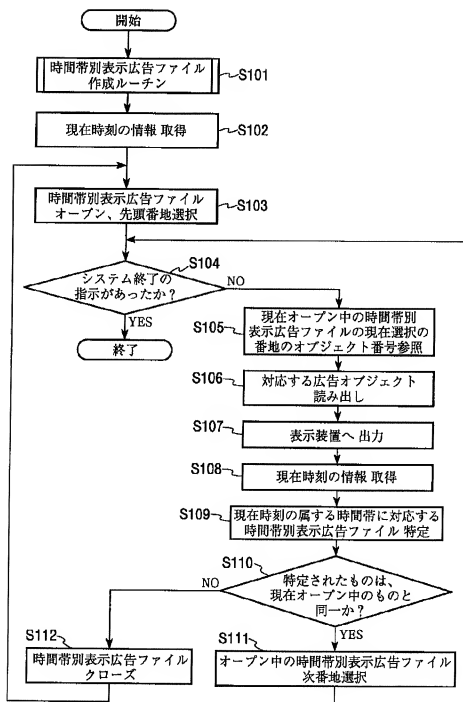 開始
時間帯別表示広告ファイル
作成ルーチン
S101
現在時刻の情報 取得
S102
時間帯別表示広告ファイル
オープン、先頭番地選択
S103
S104
システム終了の
指示があったか?
NO
YES
終了
現在オープン中の時間帯別
表示広告ファイルの現在選択の
番地のオブジェクト番号参照
S105
S106
対応する広告オブジェクト
読み出し
S107
表示装置へ 出力
S108
現在時刻の情報 取得
S109
現在時刻の属する時間帯に対応する
時間帯別表示広告ファイル 特定
S110
特定されたものは、
現在オープン中のものと
同一か?
NO
YES
S112
時間帯別表示広告ファイル
クローズ
S111
オープン中の時間帯別表示広告ファイル
次番地選択